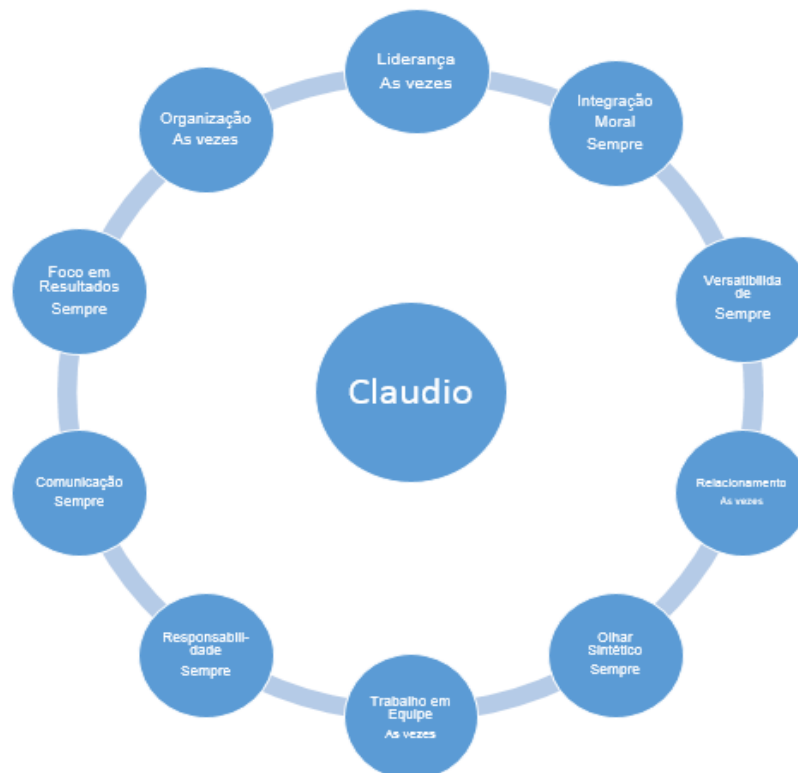 Liderança
As vezes
Integração
Moral
Sempre
Versatibilida
de
Sempre
Relacionamento
As vezes
Olhar
Sintético
Sempre
Trabalho em
Equipe
As vezes
Responsabili-
dade
Sempre
Comunicação
Sempre
Foco em
Resultados
Sempre
Organização
As vezes
Claudio